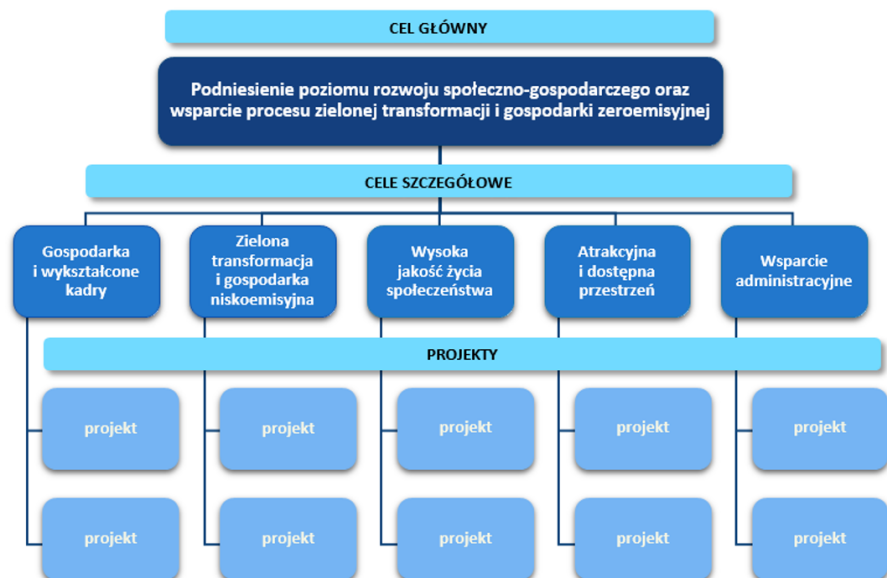 CEL GŁÓWNY
Podniesienie poziomu rozwoju społeczno-gospodarczego oraz
wsparcie procesu zielonej transformacji i gospodarki zeroemisyjnej
CELE SZCZEGÓŁOWE
Gospodarka
i wykształcone
kadry
Zielona
transformacja
i gospodarka
niskoemisyjna
Wysoka
jakość życia
społeczeństwa
Atrakcyjna
i dostępna
przestrzeń
Wsparcie
administracyjne
PROJEKTY
projekt
projekt
projekt
projekt
projekt
projekt
projekt
projekt
projekt
projekt